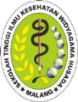 SEKOLAH TINGGI ILMU KESEHATAN WIDYAGAMA HUSADA
MALANG